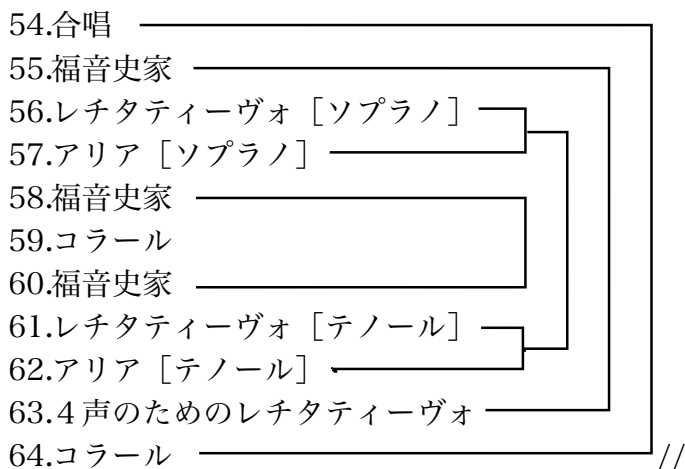 54.合唱
55.福音史家
56.レチタティーヴォ［ソプラノ］
57.アリア［ソプラノ］
58.福音史家
59.コラール
60.福音史家
61.レチタティーヴォ［テノール］
62.アリア［テノール］
63.４声のためのレチタティーヴォ
64.コラール //